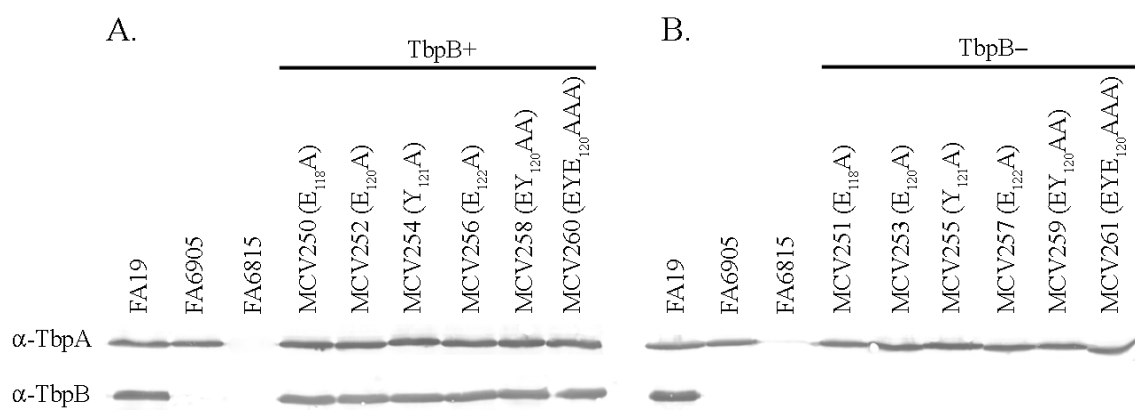 A.
TbpB+
FA19
FA6905
FA6815
MCV250 (E₁₁₈A)
MCV252 (E₁₂₀A)
MCV254 (Y₁₂₁A)
MCV256 (E₁₂₂A)
MCV258 (EY₁₂₀AA)
MCV260 (EYE₁₂₀AAA)
B.
TbpB–
FA19
FA6905
FA6815
MCV251 (E₁₁₈A)
MCV253 (E₁₂₀A)
MCV255 (Y₁₂₁A)
MCV257 (E₁₂₂A)
MCV259 (EY₁₂₀AA)
MCV261 (EYE₁₂₀AAA)
α-TbpA
α-TbpB